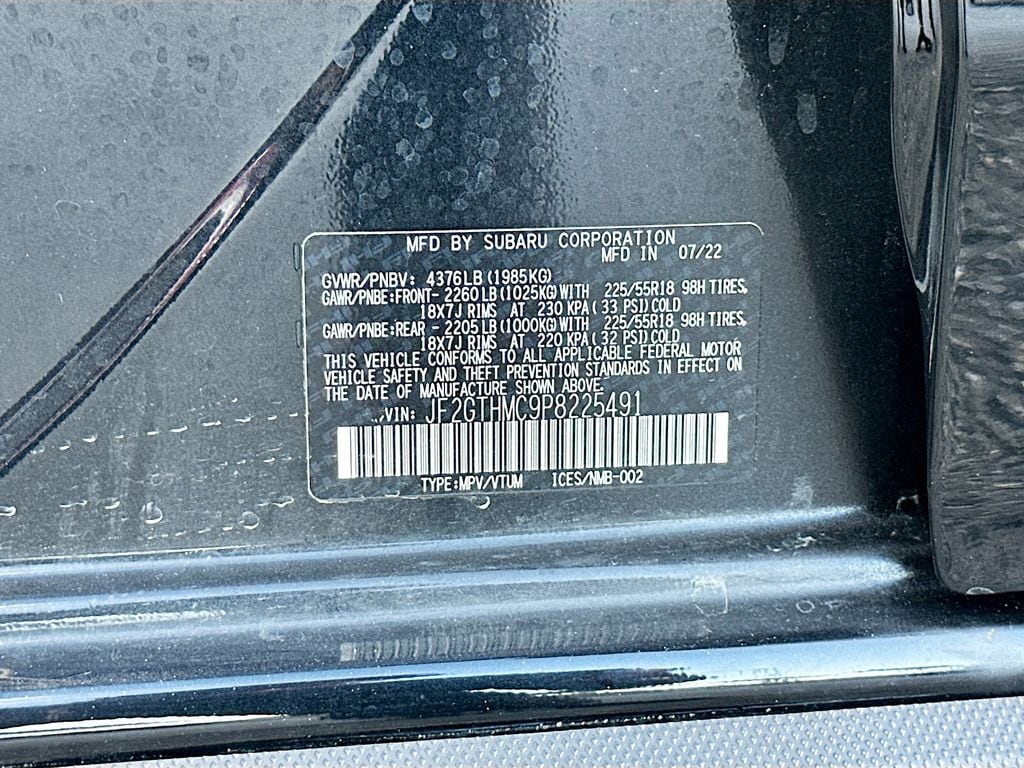 MFD BY SUBARU CORPORATION
MFD IN 07/22
GVWR/PNBV: 4376LB(1985KG)
GAWR/PNBE:FRONT- 2260LB(1025KG)WITH 225/55R18 98H TIRES,
18X7J RIMS AT 230 KPA(33 PSI)COLD
GAWR/PNBE:REAR - 2205LB(1000KG)WITH 225/55R18 98H TIRES,
18X7J RIMS AT 220 KPA(32 PSI)COLD
THIS VEHICLE CONFORMS TO ALL APPLICABLE FEDERAL MOTOR
VEHICLE SAFETY AND THEFT PREVENTION STANDARDS IN EFFECT ON
THE DATE OF MANUFACTURE SHOWN ABOVE.
VIN: JF2GTHMC9P8225491
TYPE:MPV/VTUM ICES/NMB-002